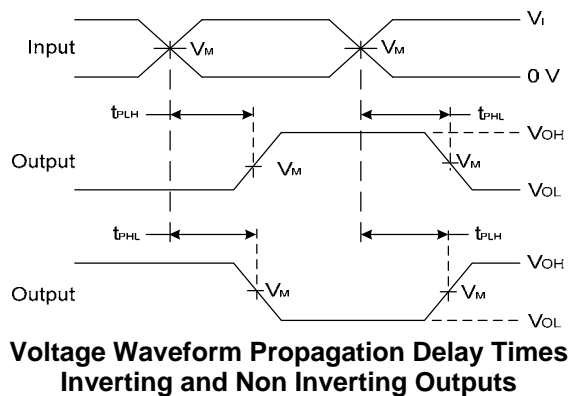 VI
Input
VM
VM
0 V
tPLH
tPHL
VOH
Output
VM
VM
VOL
tPHL
tPLH
VOH
Output
VM
VM
VOL
Voltage Waveform Propagation Delay Times
Inverting and Non Inverting Outputs